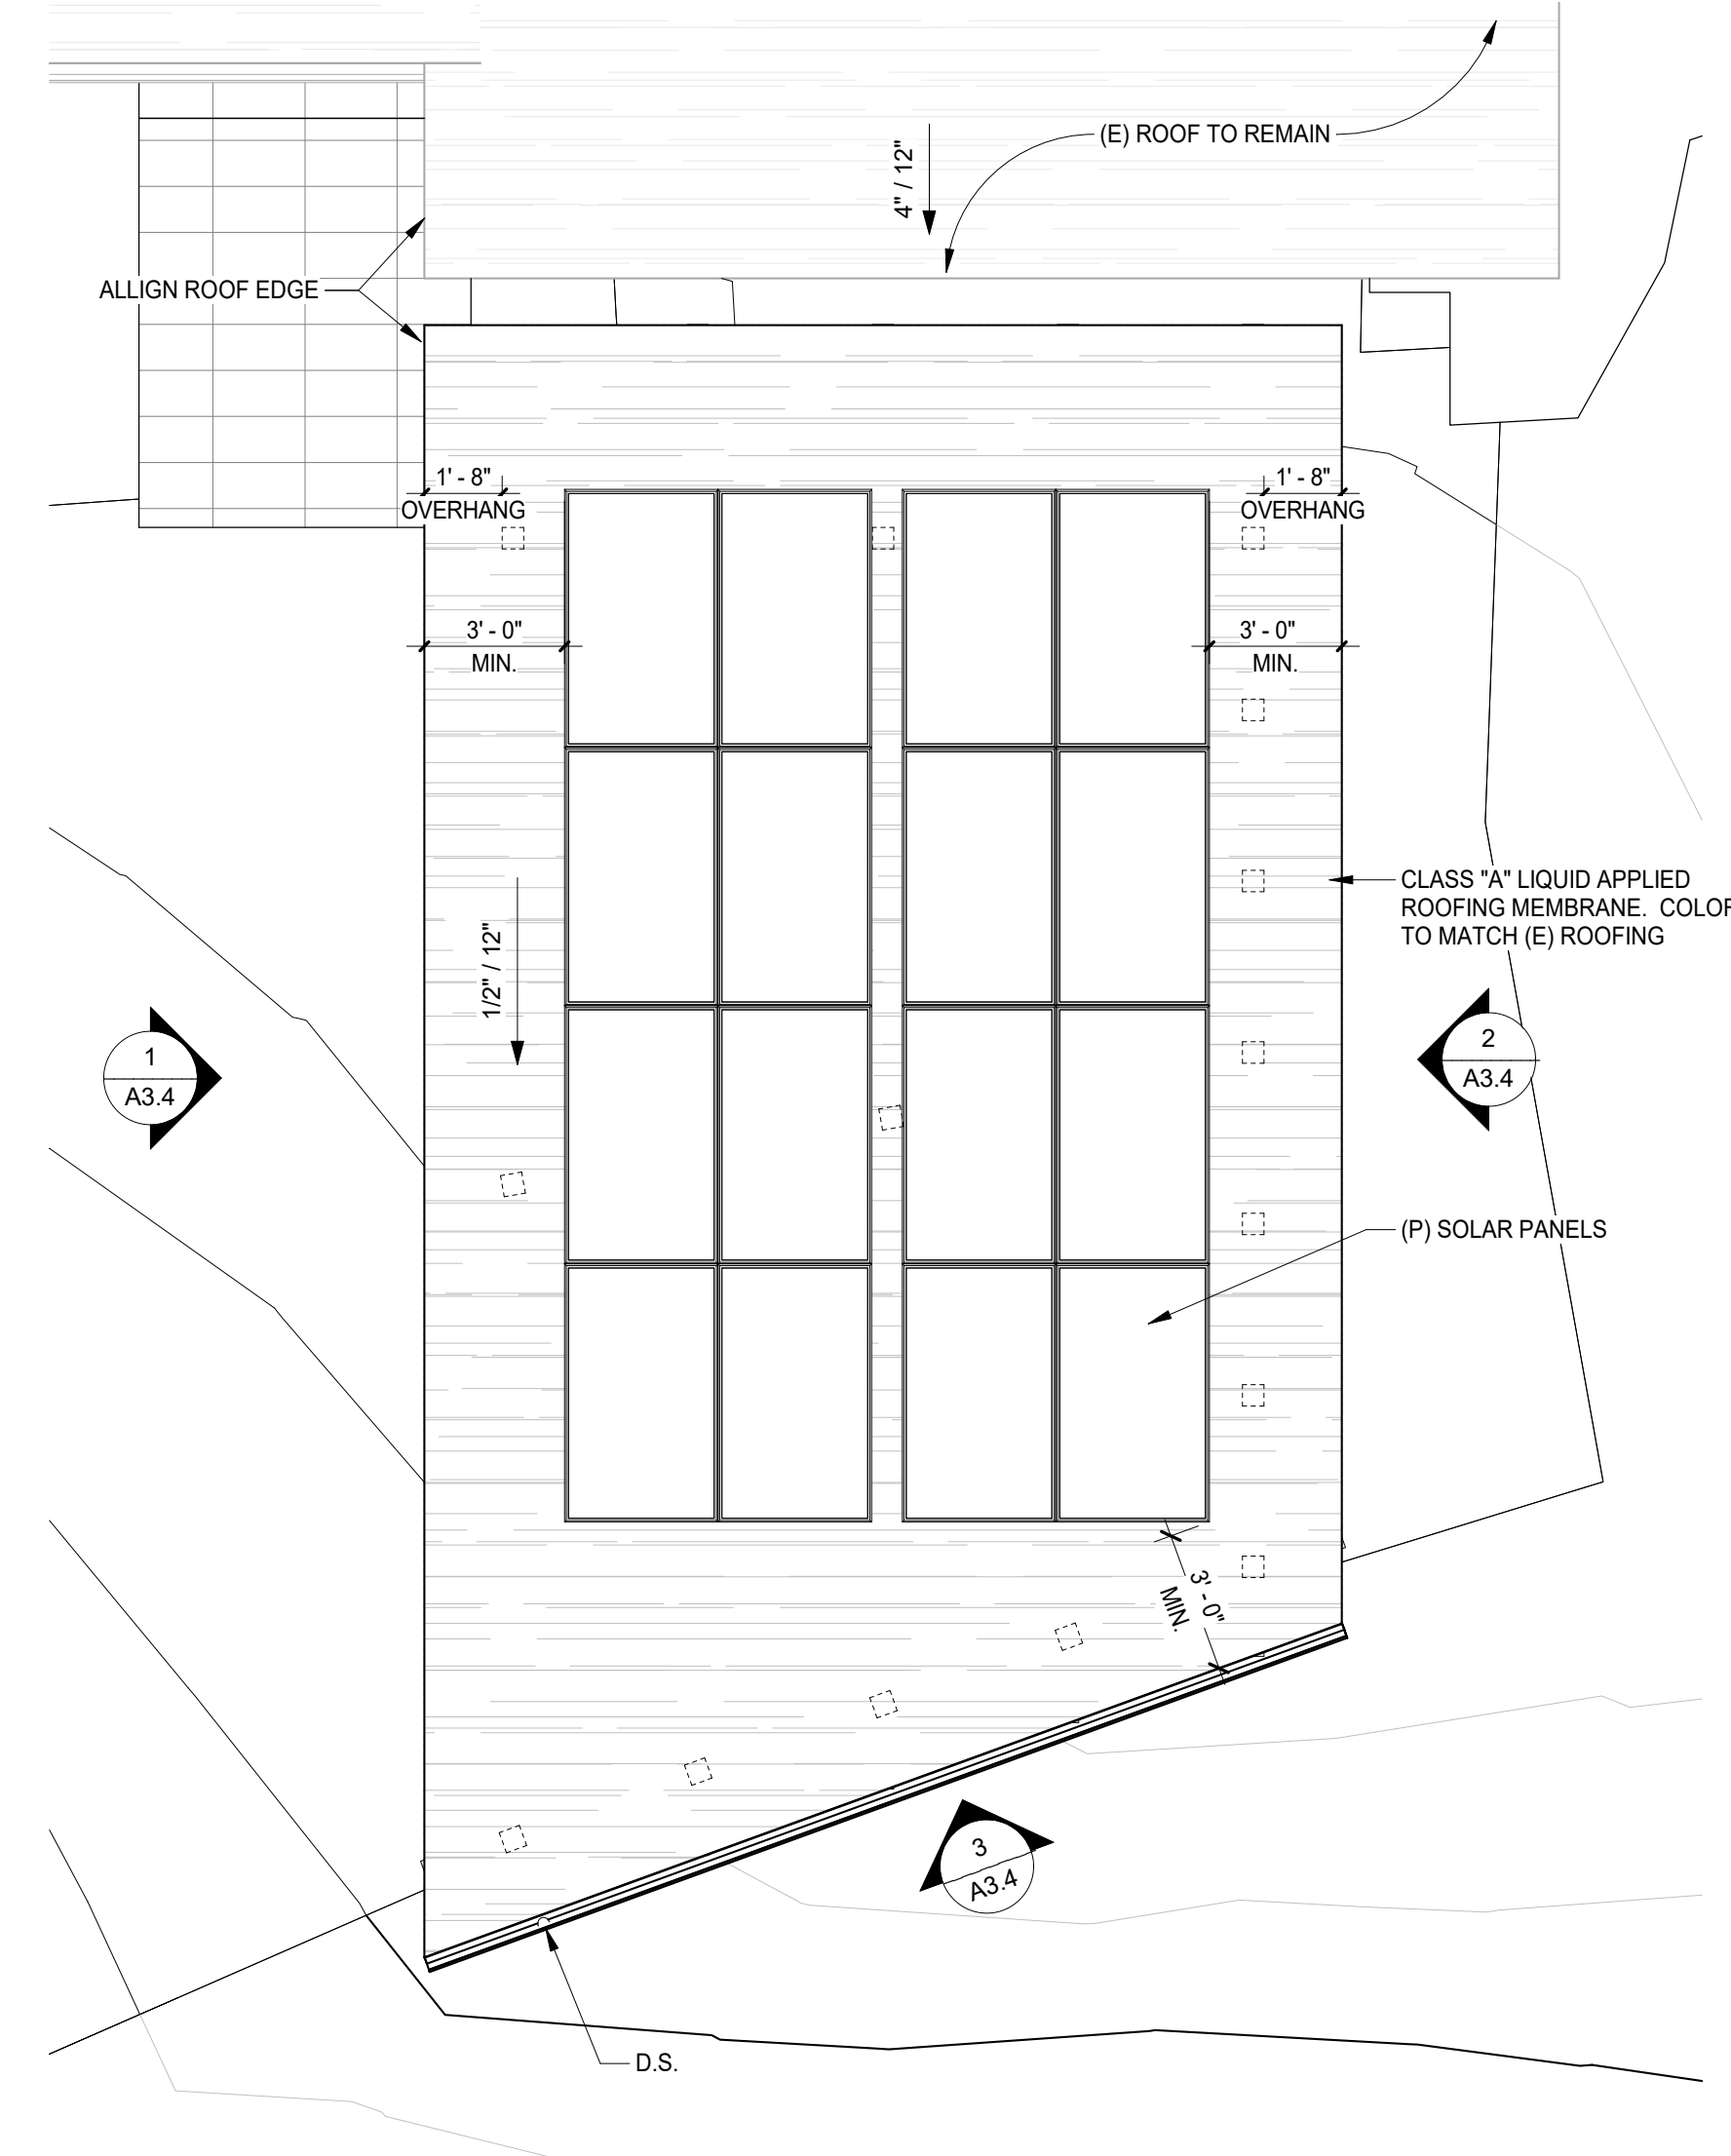 (E) ROOF TO REMAIN
4" / 12"
ALLIGN ROOF EDGE
1' - 8"
OVERHANG
1' - 8"
OVERHANG
3' - 0"
MIN.
3' - 0"
MIN.
CLASS "A" LIQUID APPLIED
ROOFING MEMBRANE. COLOR
TO MATCH (E) ROOFING
1/2" / 12"
1
A3.4
2
A3.4
(P) SOLAR PANELS
3' - 0"
MIN.
3
A3.4
D.S.